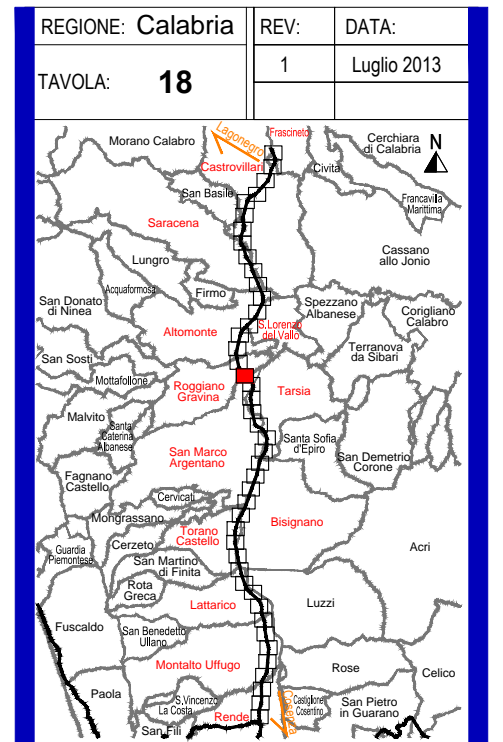 REGIONE: Calabria
REV:
DATA:
TAVOLA: 18
1
Luglio 2013
Lagonegro
Frascineto
Morano Calabro
Cerchiara
di Calabria
N
Castrovillari
Civita
San Basile
Francavilla
Marittima
Saracena
Cassano
allo Jonio
Lungro
Acquaformosa
Firmo
San Donato
di Ninea
Spezzano
Albanese
Corigliano
Calabro
Altomonte
S.Lorenzo
del Vallo
Terranova
da Sibari
San Sosti
Mottafollone
Roggiano
Gravina
Tarsia
Malvito
Santa
Caterina
Albanese
Santa Sofia
d'Epiro
San Marco
Argentano
San Demetrio
Corone
Fagnano
Castello
Cervicati
Mongrassano
Bisignano
Torano
Castello
Guardia
Piemontese
Cerzeto
Acri
San Martino
di Finita
Rota
Greca
Lattarico
Luzzi
Fuscaldo
San Benedetto
Ullano
Montalto Uffugo
Rose
Celico
Paola
S,Vincenzo
La Costa
Castiglione
Cosentino
San Pietro
in Guarano
Rende
Cosenza
San Fili